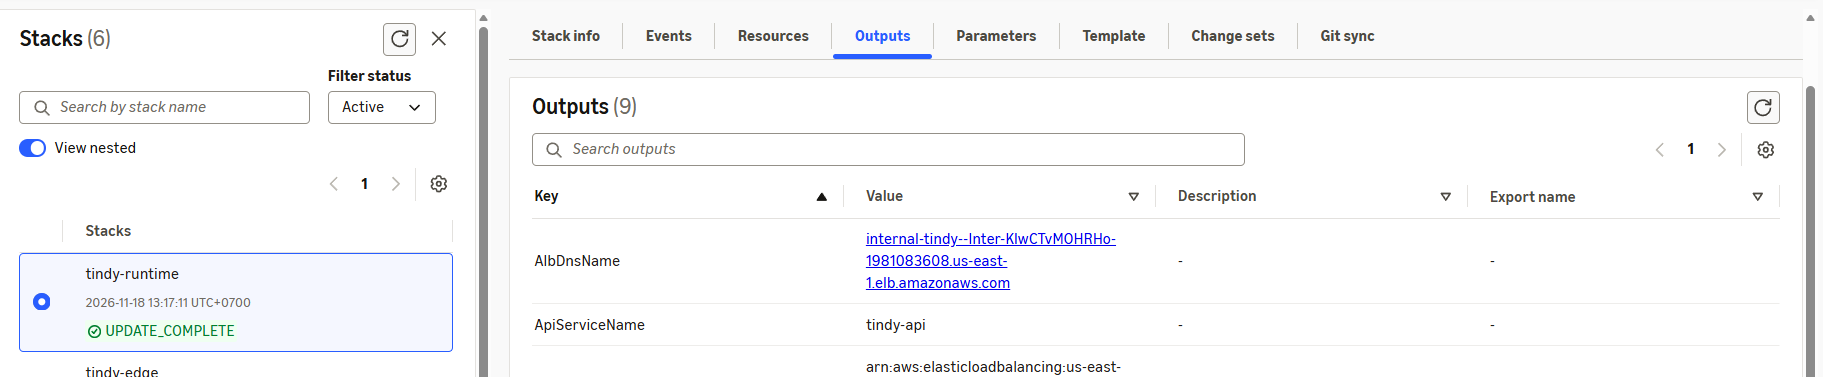 Stacks (6)
Filter status
Search by stack name
Active
View nested
1
Stacks
tindy-runtime
2026-11-18 13:17:11 UTC+0700
UPDATE_COMPLETE
tindy-edge
Stack info
Events
Resources
Outputs
Parameters
Template
Change sets
Git sync
Outputs (9)
Search outputs
1
Key
Value
Description
Export name
AlbDnsName
internal-tindy--Inter-KlwCTvMOHRHo-
1981083608.us-east-
1.elb.amazonaws.com
-
-
ApiServiceName
tindy-api
-
-
arn:aws:elasticloadbalancing:us-east-